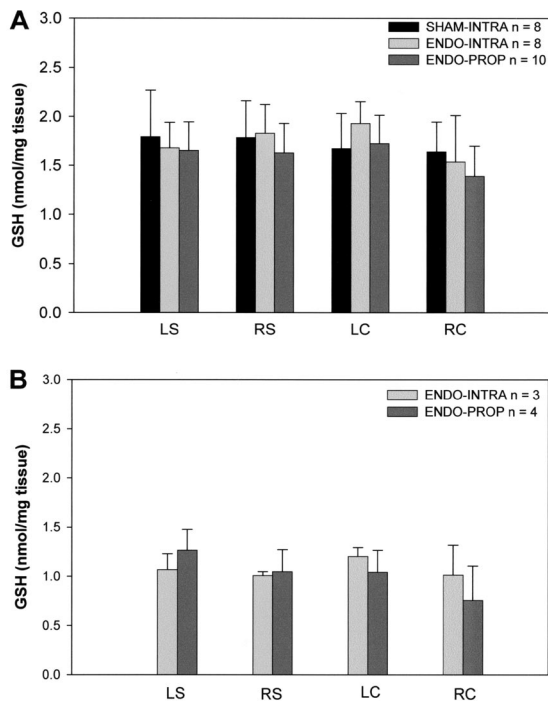 A
SHAM-INTRA n = 8
ENDO-INTRA n = 8
ENDO-PROP n = 10
GSH (nmol/mg tissue)
3.0
2.5
2.0
1.5
1.0
0.5
0.0
LS RS LC RC
B
ENDO-INTRA n = 3
ENDO-PROP n = 4
GSH (nmol/mg tissue)
3.0
2.5
2.0
1.5
1.0
0.5
0.0
LS RS LC RC